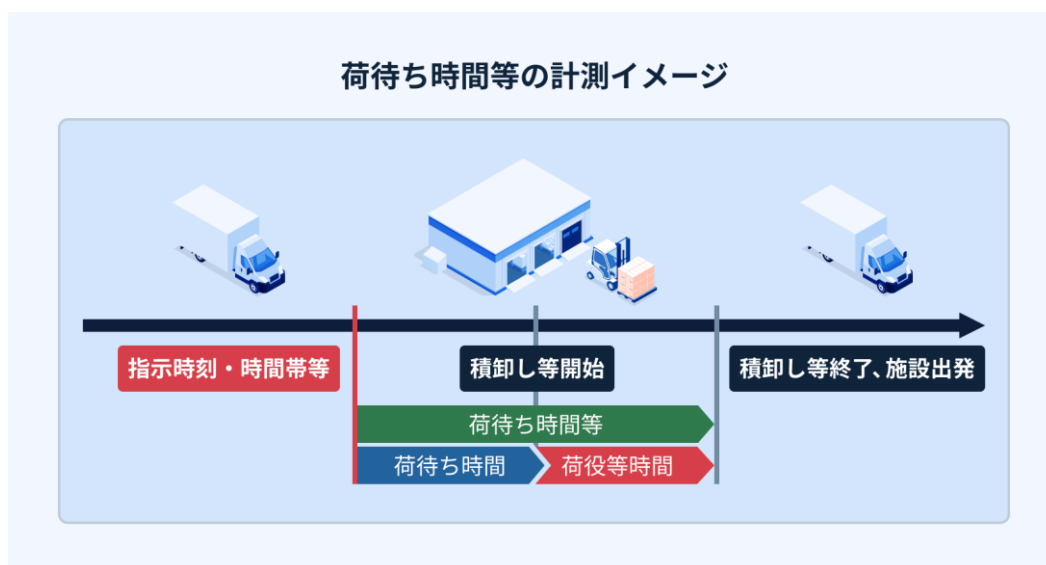 荷待ち時間等の計測イメージ
指示時刻・時間帯等
積卸し等開始
積卸し等終了、施設出発
荷待ち時間等
荷待ち時間
荷役等時間